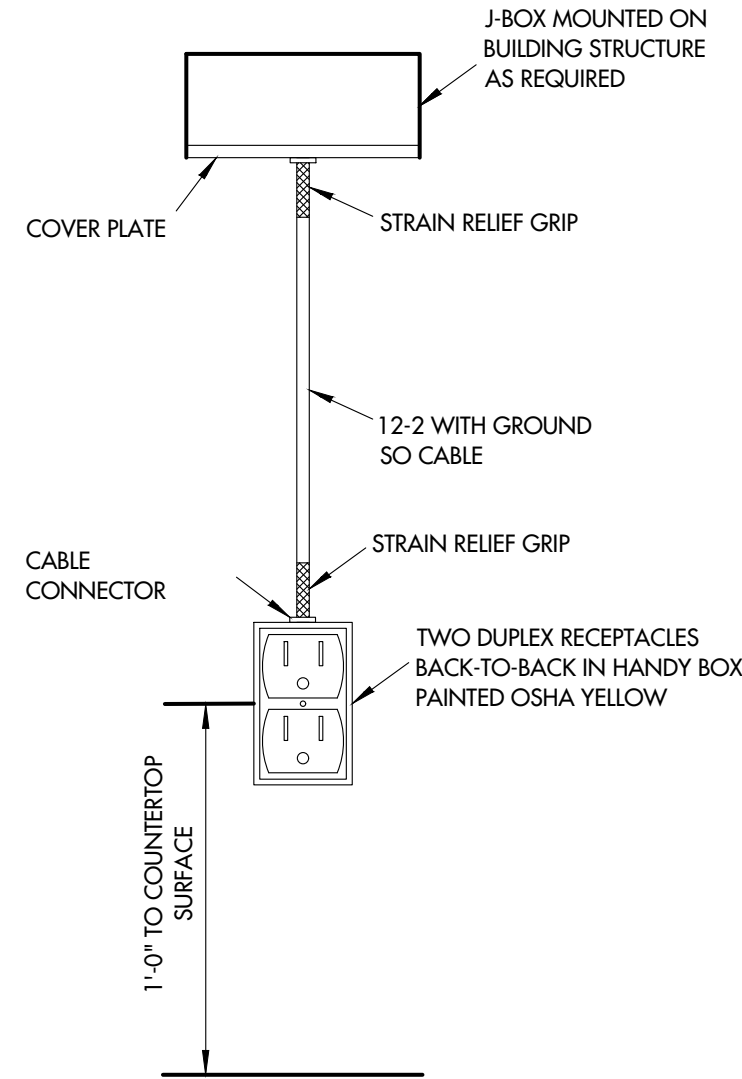 J-BOX MOUNTED ON
BUILDING STRUCTURE
AS REQUIRED
COVER PLATE
STRAIN RELIEF GRIP
12-2 WITH GROUND
SO CABLE
STRAIN RELIEF GRIP
CABLE
CONNECTOR
TWO DUPLEX RECEPTACLES
BACK-TO-BACK IN HANDY BOX
PAINTED OSHA YELLOW
1'-0" TO COUNTERTOP
SURFACE